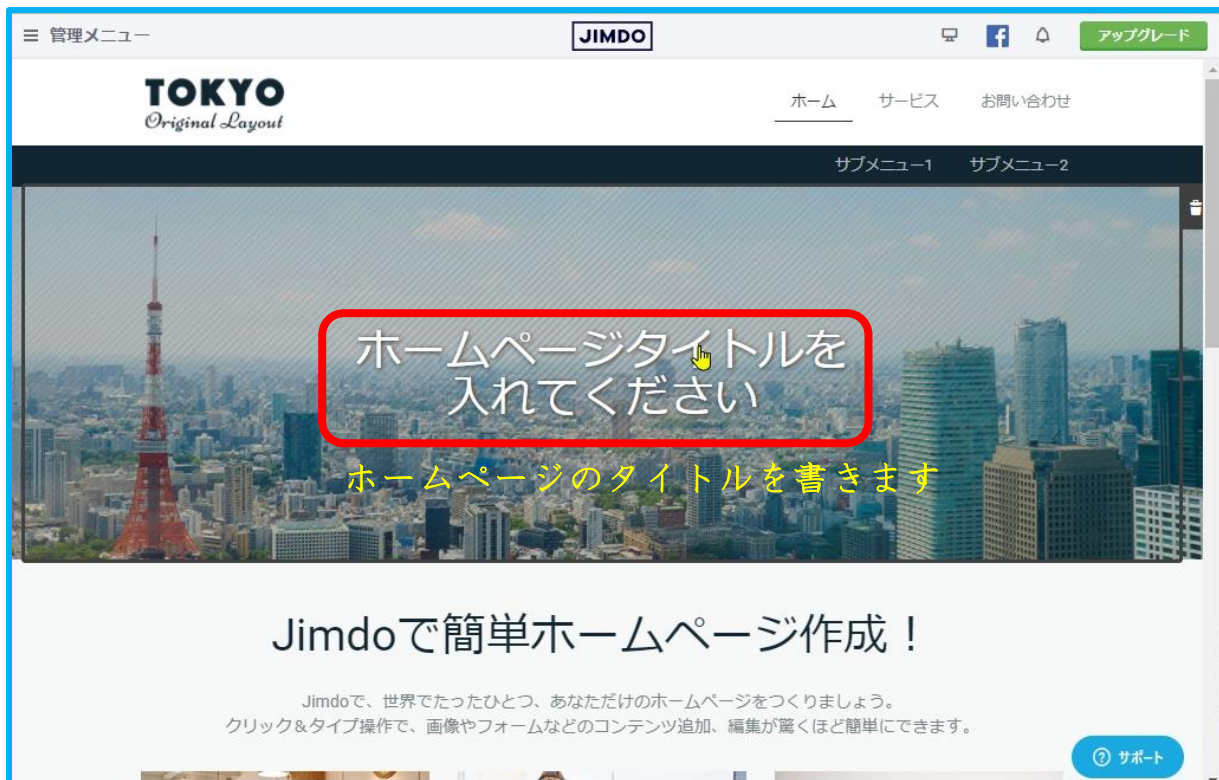 管理メニュー
JIMDO
アップグレード
TOKYO
Original Layout
ホーム
サービス
お問い合わせ
サブメニュー1
サブメニュー2
ホームページタイトルを
入れてください
ホームページのタイトルを書きます
Jimdoで簡単ホームページ作成！
Jimdoで、世界でたったひとつ、あなただけのホームページをつくりましょう。
クリック&タイプ操作で、画像やフォームなどのコンテンツ追加、編集が驚くほど簡単にできます。
サポート